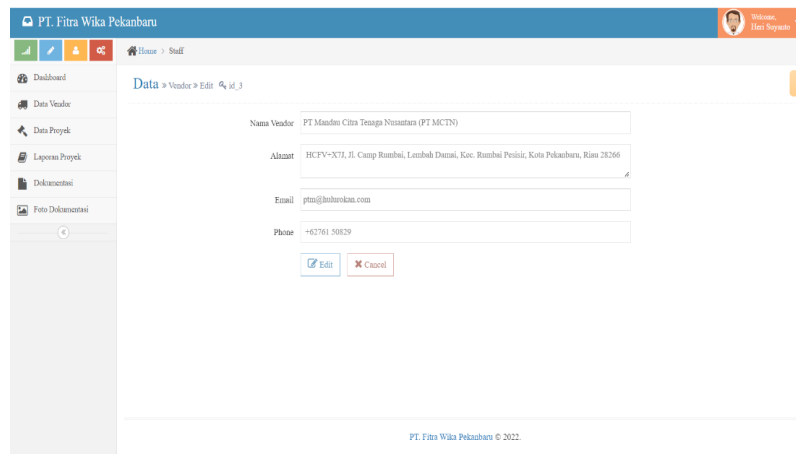 PT. Fitra Wika Pekanbaru
Welcome,
Heri Suyanto
Home > Staff
Dashboard
Data Vendor
Data Proyek
Laporan Proyek
Dokumentasi
Foto Dokumentasi
Data » Vendor » Edit id_3
Nama Vendor PT Mandau Citra Tenaga Nusantara (PT MCTN)
Alamat HCFV+X7J, Jl. Camp Rumbai, Lembah Damai, Kec. Rumbai Pesisir, Kota Pekanbaru, Riau 28266
Email ptm@hulurokan.com
Phone +62761 50829
Edit Cancel
PT. Fitra Wika Pekanbaru © 2022.